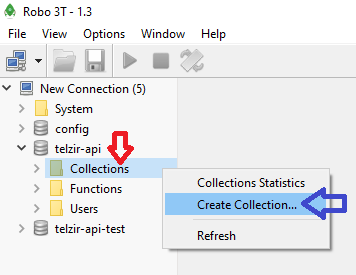 Robo 3T - 1.3
File View Options Window Help
New Connection (5)
System
config
telzir-api
Collections
Functions
Users
telzir-api-test
Collections Statistics
Create Collection...
Refresh